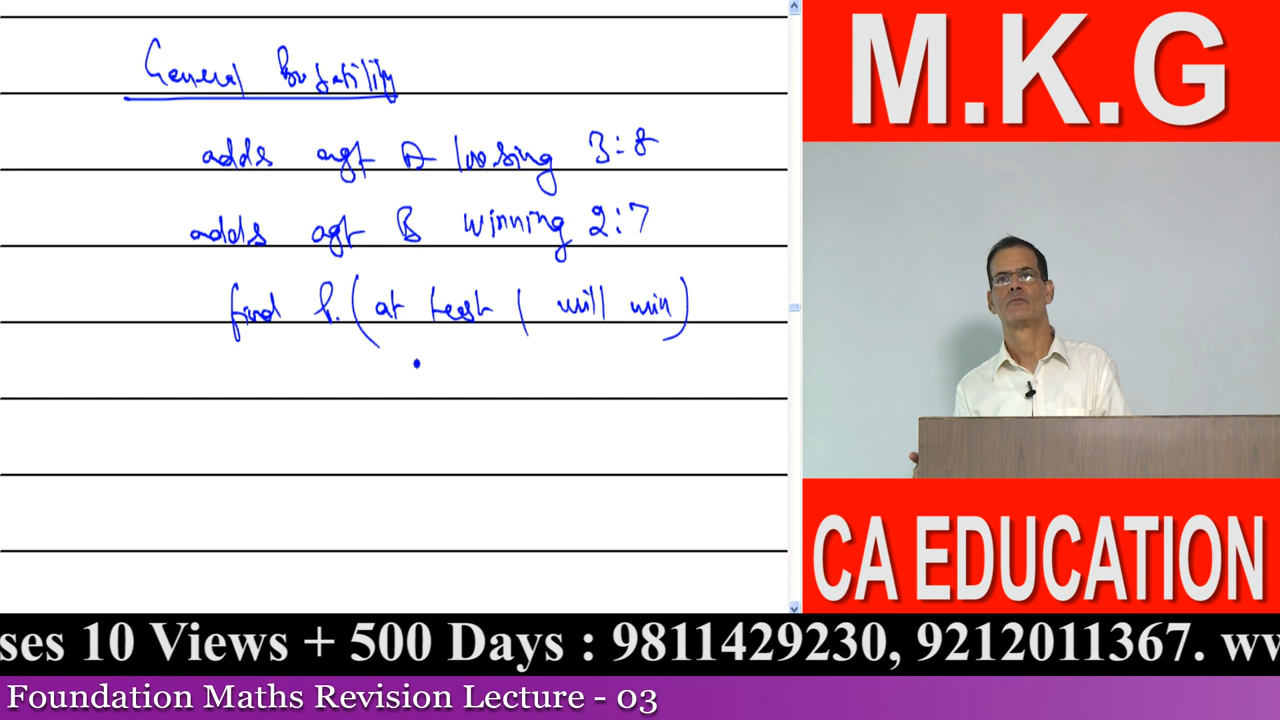 General Probability
odds agt A loosing 3:8
odds agt B winning 2:7
find P. (at least 1 will win)
M.K.G
CA EDUCATION
ses 10 Views + 500 Days : 9811429230, 9212011367. ww
Foundation Maths Revision Lecture - 03